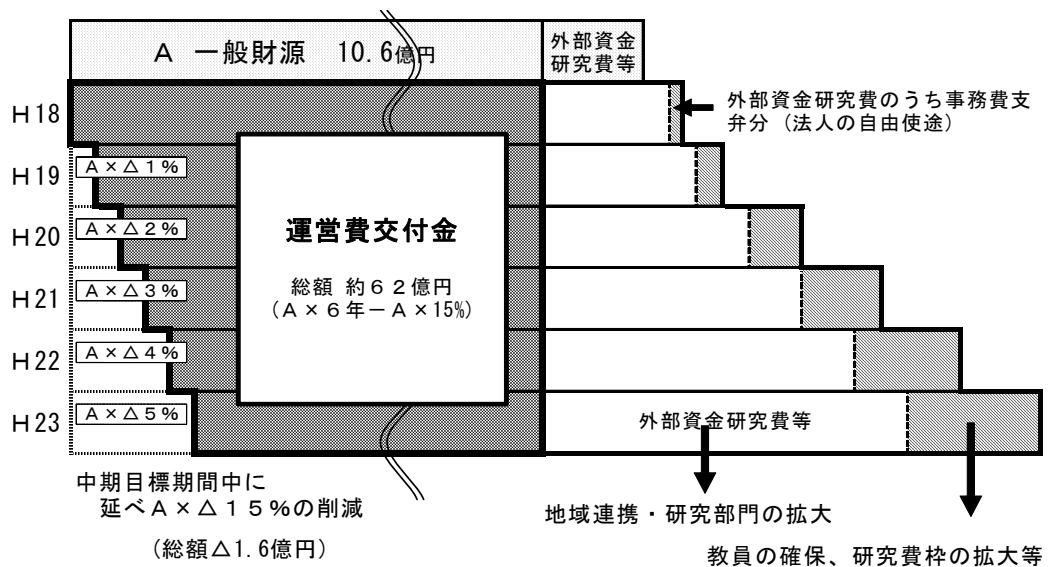 A 一般財源 10.6億円
外部資金
研究費等
H18
外部資金研究費のうち事務費支
弁分（法人の自由使途）
H19
A×△1%
H20
A×△2%
運営費交付金
H21
A×△3%
総額 約62億円
（A×6年－A×15%）
H22
A×△4%
H23
A×△5%
外部資金研究費等
中期目標期間中に
延べA×△15%の削減
（総額△1.6億円）
地域連携・研究部門の拡大
教員の確保、研究費枠の拡大等